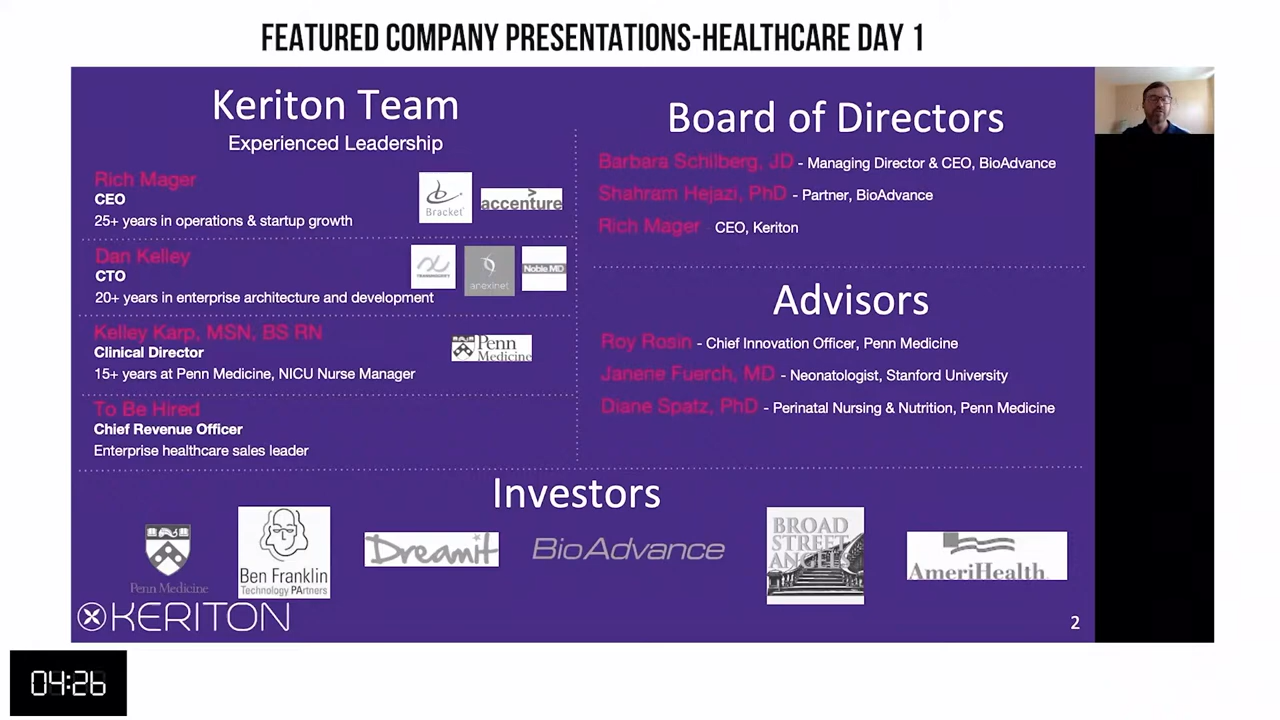 FEATURED COMPANY PRESENTATIONS-HEALTHCARE DAY 1
Keriton Team
Experienced Leadership
Rich Mager
CEO
25+ years in operations & startup growth
Bracket
accenture
Dan Kelley
CTO
20+ years in enterprise architecture and development
anexinet
Noble.MD
Kelley Karp, MSN, BS RN
Clinical Director
15+ years at Penn Medicine, NICU Nurse Manager
Penn
Medicine
To Be Hired
Chief Revenue Officer
Enterprise healthcare sales leader
Board of Directors
Barbara Schilberg, JD - Managing Director & CEO, BioAdvance
Shahram Hejazi, PhD - Partner, BioAdvance
Rich Mager - CEO, Keriton
Advisors
Roy Rosin - Chief Innovation Officer, Penn Medicine
Janene Fuerch, MD - Neonatologist, Stanford University
Diane Spatz, PhD - Perinatal Nursing & Nutrition, Penn Medicine
Investors
Penn Medicine
Ben Franklin
Technology PArtners
Dreamit
BioAdvance
BROAD
STREET
ANGELS
AmeriHealth
KERITON
2
04:26